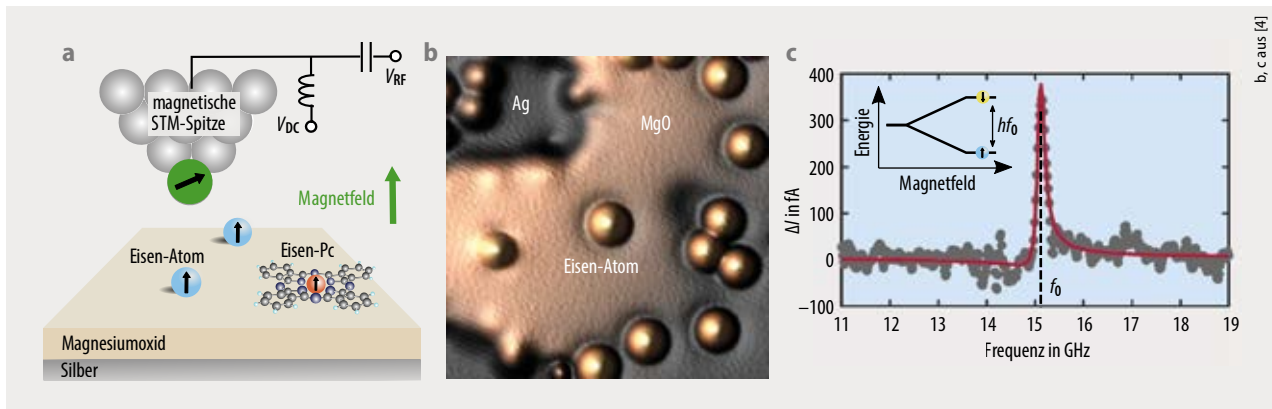 a
magnetische
STM-Spitze
V_DC
V_RF
Magnetfeld
Eisen-Atom
Eisen-Pc
Magnesiumoxid
Silber
b
Ag
MgO
Eisen-Atom
c
b, c aus [4]
ΔI in fA
400
300
200
100
0
−100
Energie
hf₀
Magnetfeld
f₀
11 12 13 14 15 16 17 18 19
Frequenz in GHz